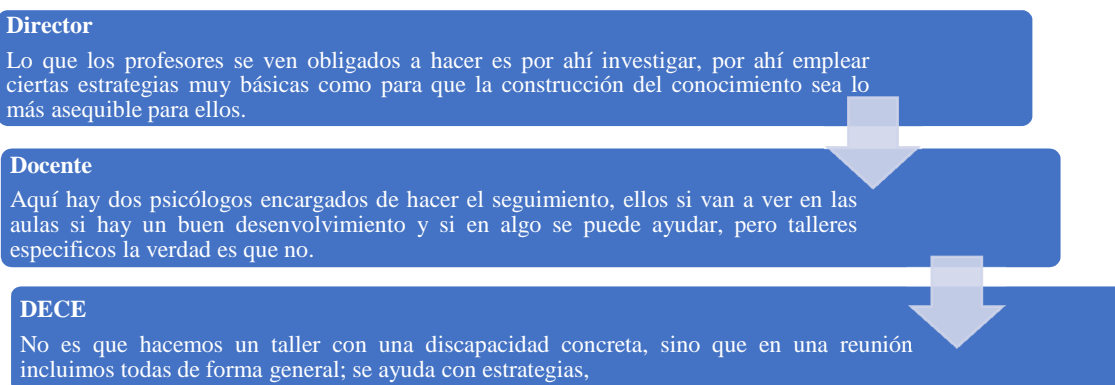 Director
Lo que los profesores se ven obligados a hacer es por ahí investigar, por ahí emplear
ciertas estrategias muy básicas como para que la construcción del conocimiento sea lo
más asequible para ellos.
Docente
Aquí hay dos psicólogos encargados de hacer el seguimiento, ellos si van a ver en las
aulas si hay un buen desenvolvimiento y si en algo se puede ayudar, pero talleres
especificos la verdad es que no.
DECE
No es que hacemos un taller con una discapacidad concreta, sino que en una reunión
incluimos todas de forma general; se ayuda con estrategias,